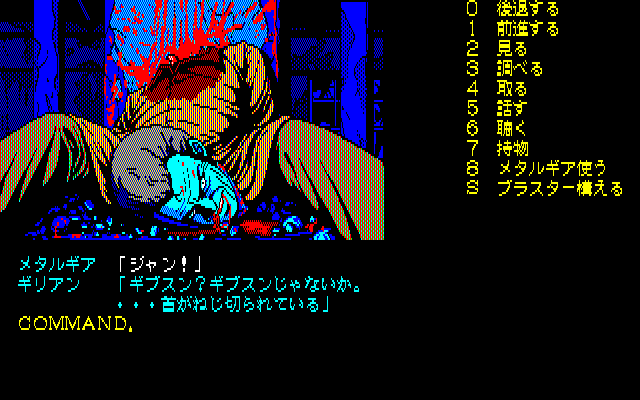 0 後退する
1 前進する
2 見る
3 調べる
4 取る
5 話す
6 聴く
7 持物
8 メタルギア使う
S ブラスター構える
メタルギア 「ジャン!」
ギリアン 「ギブスン?ギブスンじゃないか。
・・・首がねじ切られている」
COMMAND.